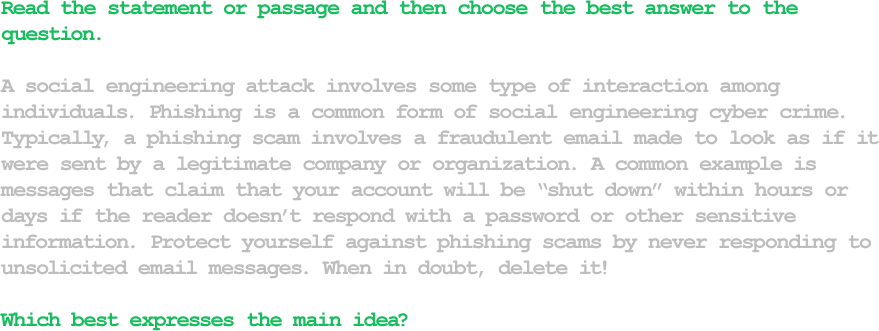 Read the statement or passage and then choose the best answer to the
question.
A social engineering attack involves some type of interaction among
individuals. Phishing is a common form of social engineering cyber crime.
Typically, a phishing scam involves a fraudulent email made to look as if it
were sent by a legitimate company or organization. A common example is
messages that claim that your account will be “shut down” within hours or
days if the reader doesn’t respond with a password or other sensitive
information. Protect yourself against phishing scams by never responding to
unsolicited email messages. When in doubt, delete it!
Which best expresses the main idea?